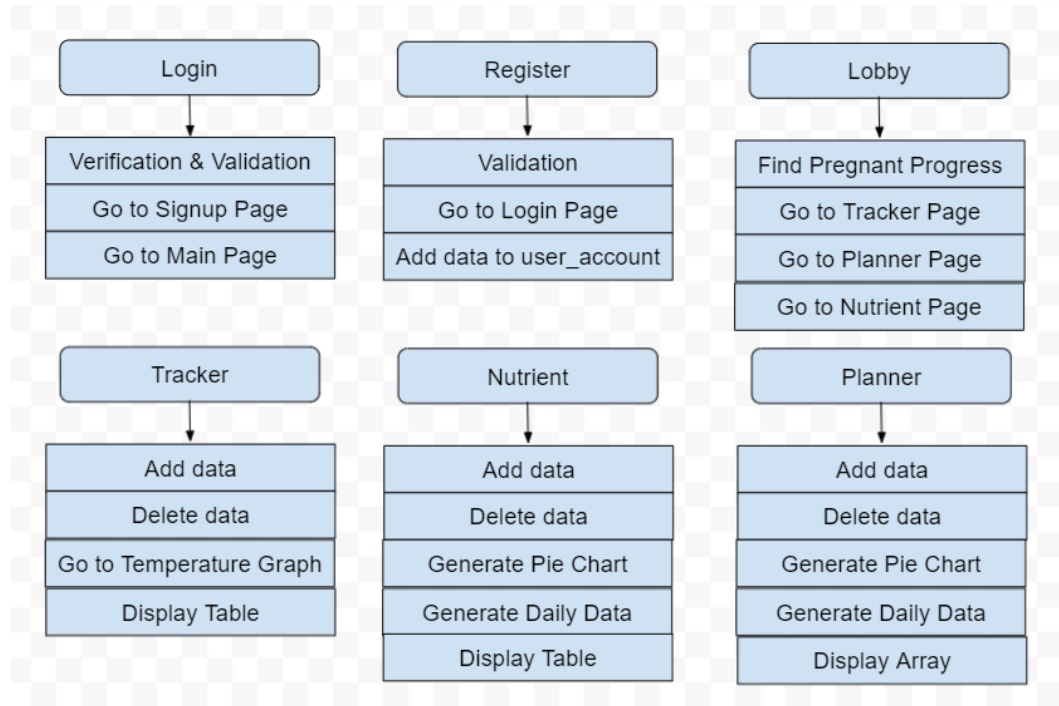 Login
Verification & Validation
Go to Signup Page
Go to Main Page
Register
Validation
Go to Login Page
Add data to user_account
Lobby
Find Pregnant Progress
Go to Tracker Page
Go to Planner Page
Go to Nutrient Page
Tracker
Add data
Delete data
Go to Temperature Graph
Display Table
Nutrient
Add data
Delete data
Generate Pie Chart
Generate Daily Data
Display Table
Planner
Add data
Delete data
Generate Pie Chart
Generate Daily Data
Display Array